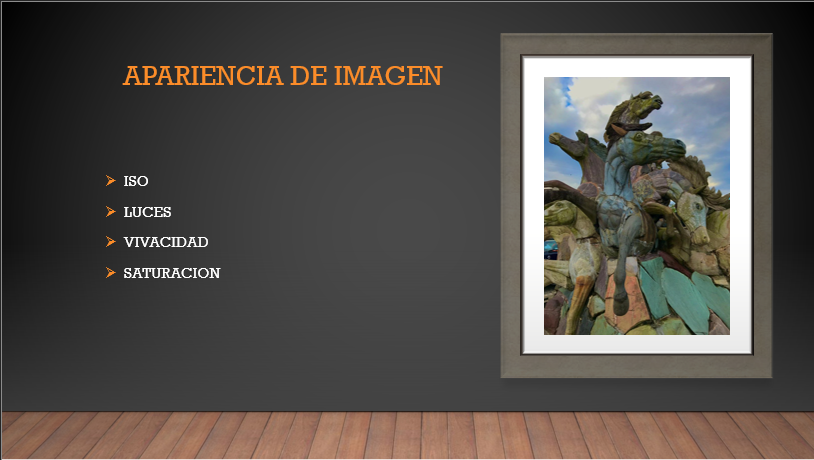 APARIENCIA DE IMAGEN
ISO
LUCES
VIVACIDAD
SATURACION